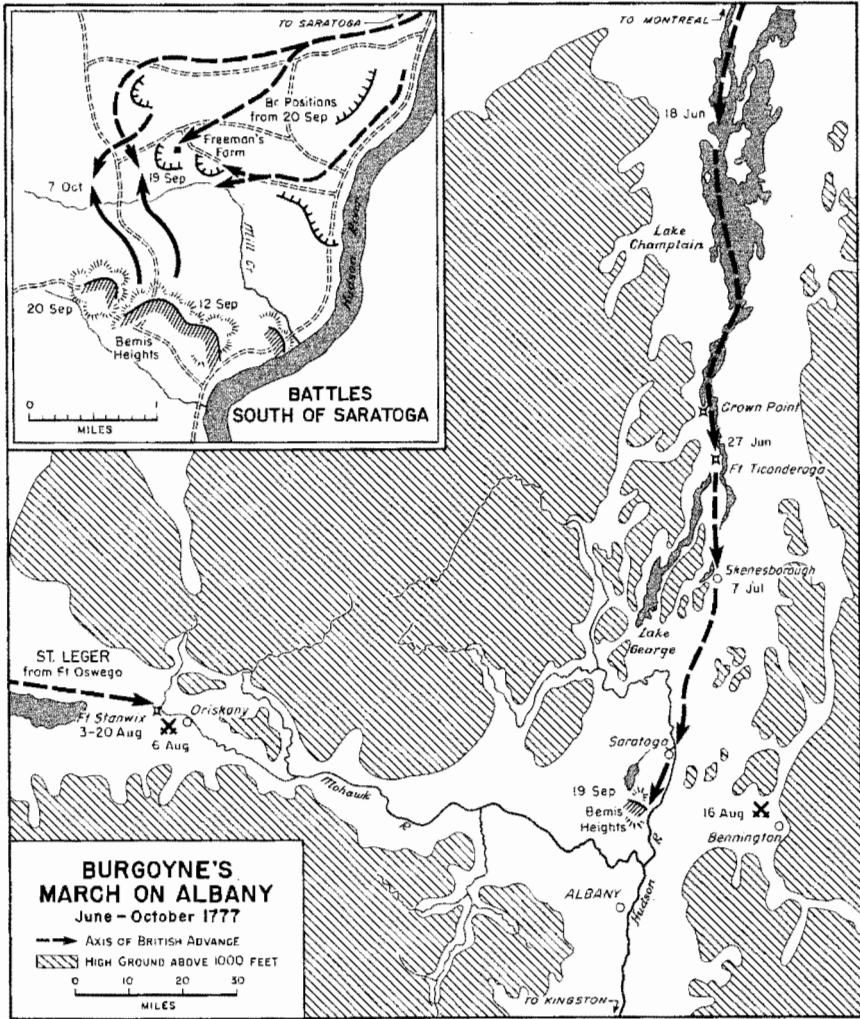 TO SARATOGA
Br. Positions
from 20 Sep
Freeman's
Farm
19 Sep
7 Oct
Mill Cr
Hudson River
20 Sep
12 Sep
Bemis
Heights
0 1
MILES
BATTLES
SOUTH OF SARATOGA
TO MONTREAL
18 Jun
Lake
Champlain
Crown Point
27 Jun
Ft Ticonderoga
Skenesborough
7 Jul
Lake
George
ST. LEGER
from Ft Oswego
Ft Stanwix
3-20 Aug
Oriskany
6 Aug
Mohawk
R
Saratoga
19 Sep
Bemis
Heights
16 Aug
Bennington
ALBANY
Hudson
R
TO KINGSTON
BURGOYNE'S
MARCH ON ALBANY
June - October 1777
AXIS OF BRITISH ADVANCE
HIGH GROUND ABOVE 1000 FEET
0 10 20 30
MILES